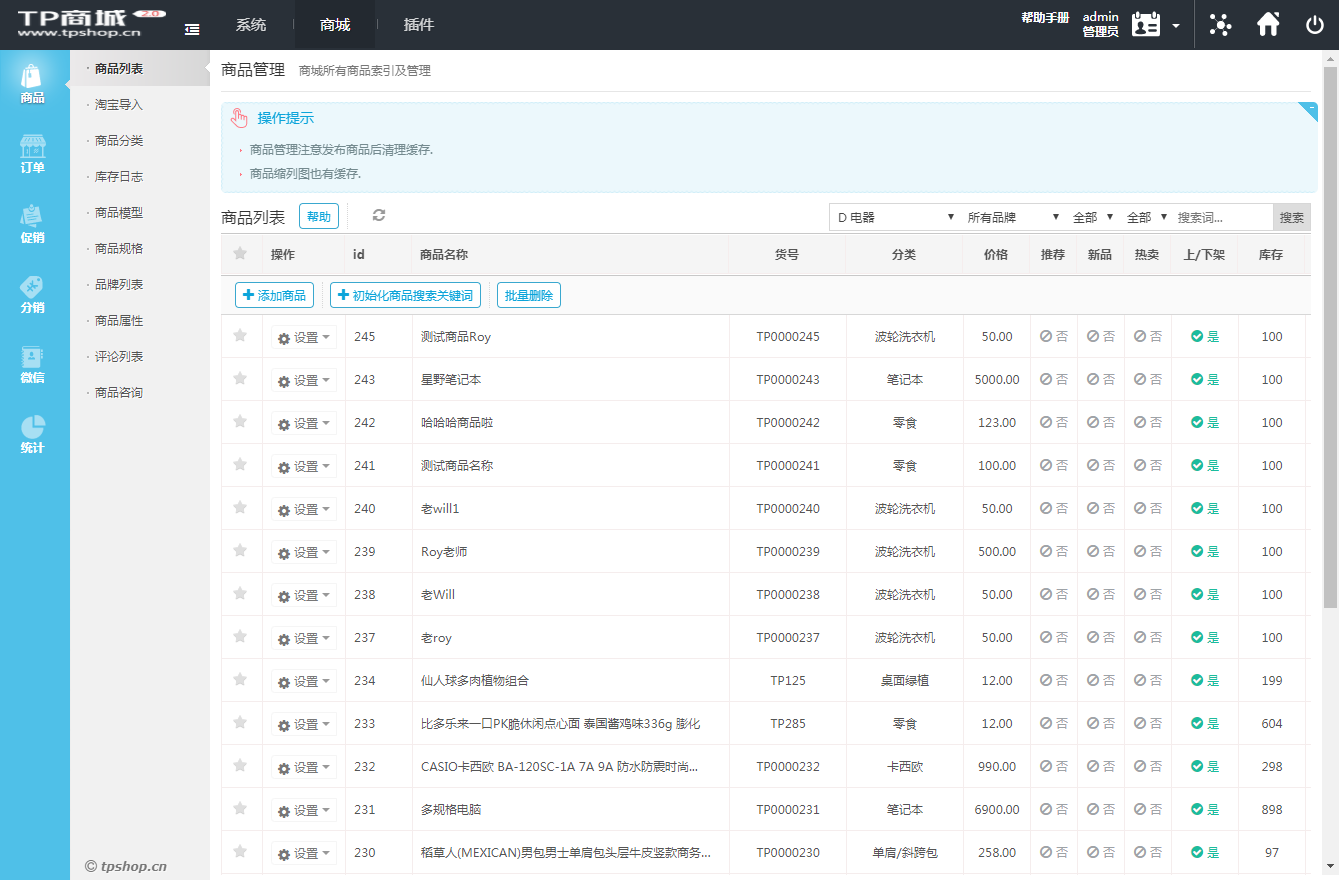 TP商城 2.0
www.tpshop.cn
系统 商城 插件
帮助手册 admin
管理员
商品
订单
促销
分销
微信
统计
· 商品列表
· 淘宝导入
· 商品分类
· 库存日志
· 商品模型
· 商品规格
· 品牌列表
· 商品属性
· 评论列表
· 商品咨询
© tpshop.cn
商品管理 商城所有商品索引及管理
操作提示
· 商品管理注意发布商品后清理缓存.
· 商品缩列图也有缓存.
商品列表 帮助 D 电器 所有品牌 全部 全部 搜索词... 搜索
操作 id 商品名称 货号 分类 价格 推荐 新品 热卖 上/下架 库存
添加商品 初始化商品搜索关键词 批量删除
设置 245 测试商品Roy TP0000245 波轮洗衣机 50.00 否 否 否 是 100
设置 243 星野笔记本 TP0000243 笔记本 5000.00 否 否 否 是 100
设置 242 哈哈哈商品啦 TP0000242 零食 123.00 否 否 否 是 100
设置 241 测试商品名称 TP0000241 零食 100.00 否 否 否 是 100
设置 240 老will1 TP0000240 波轮洗衣机 50.00 否 否 否 是 100
设置 239 Roy老师 TP0000239 波轮洗衣机 500.00 否 否 否 是 100
设置 238 老Will TP0000238 波轮洗衣机 50.00 否 否 否 是 100
设置 237 老roy TP0000237 波轮洗衣机 50.00 否 否 否 是 100
设置 234 仙人球多肉植物组合 TP125 桌面绿植 12.00 否 否 否 是 199
设置 233 比多乐来一口PK脆休闲点心面 泰国酱鸡味336g 膨化 TP285 零食 12.00 否 否 否 是 604
设置 232 CASIO卡西欧 BA-120SC-1A 7A 9A 防水防震时尚... TP0000232 卡西欧 990.00 否 否 否 是 298
设置 231 多规格电脑 TP0000231 笔记本 6900.00 否 否 否 是 898
设置 230 稻草人(MEXICAN)男包男士单肩包头层牛皮竖款商务... TP0000230 单肩/斜跨包 258.00 否 否 否 是 97